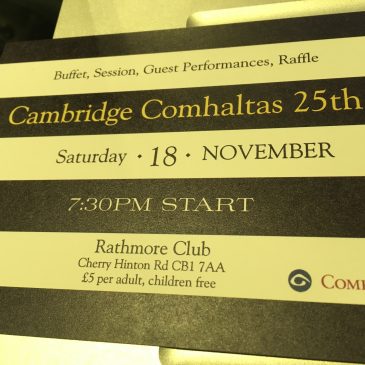 Buffet, Session, Guest Performances, Raffle
Cambridge Comhaltas 25th
Saturday · 18 · NOVEMBER
7:30PM START
Rathmore Club
Cherry Hinton Rd CB1 7AA
£5 per adult, children free